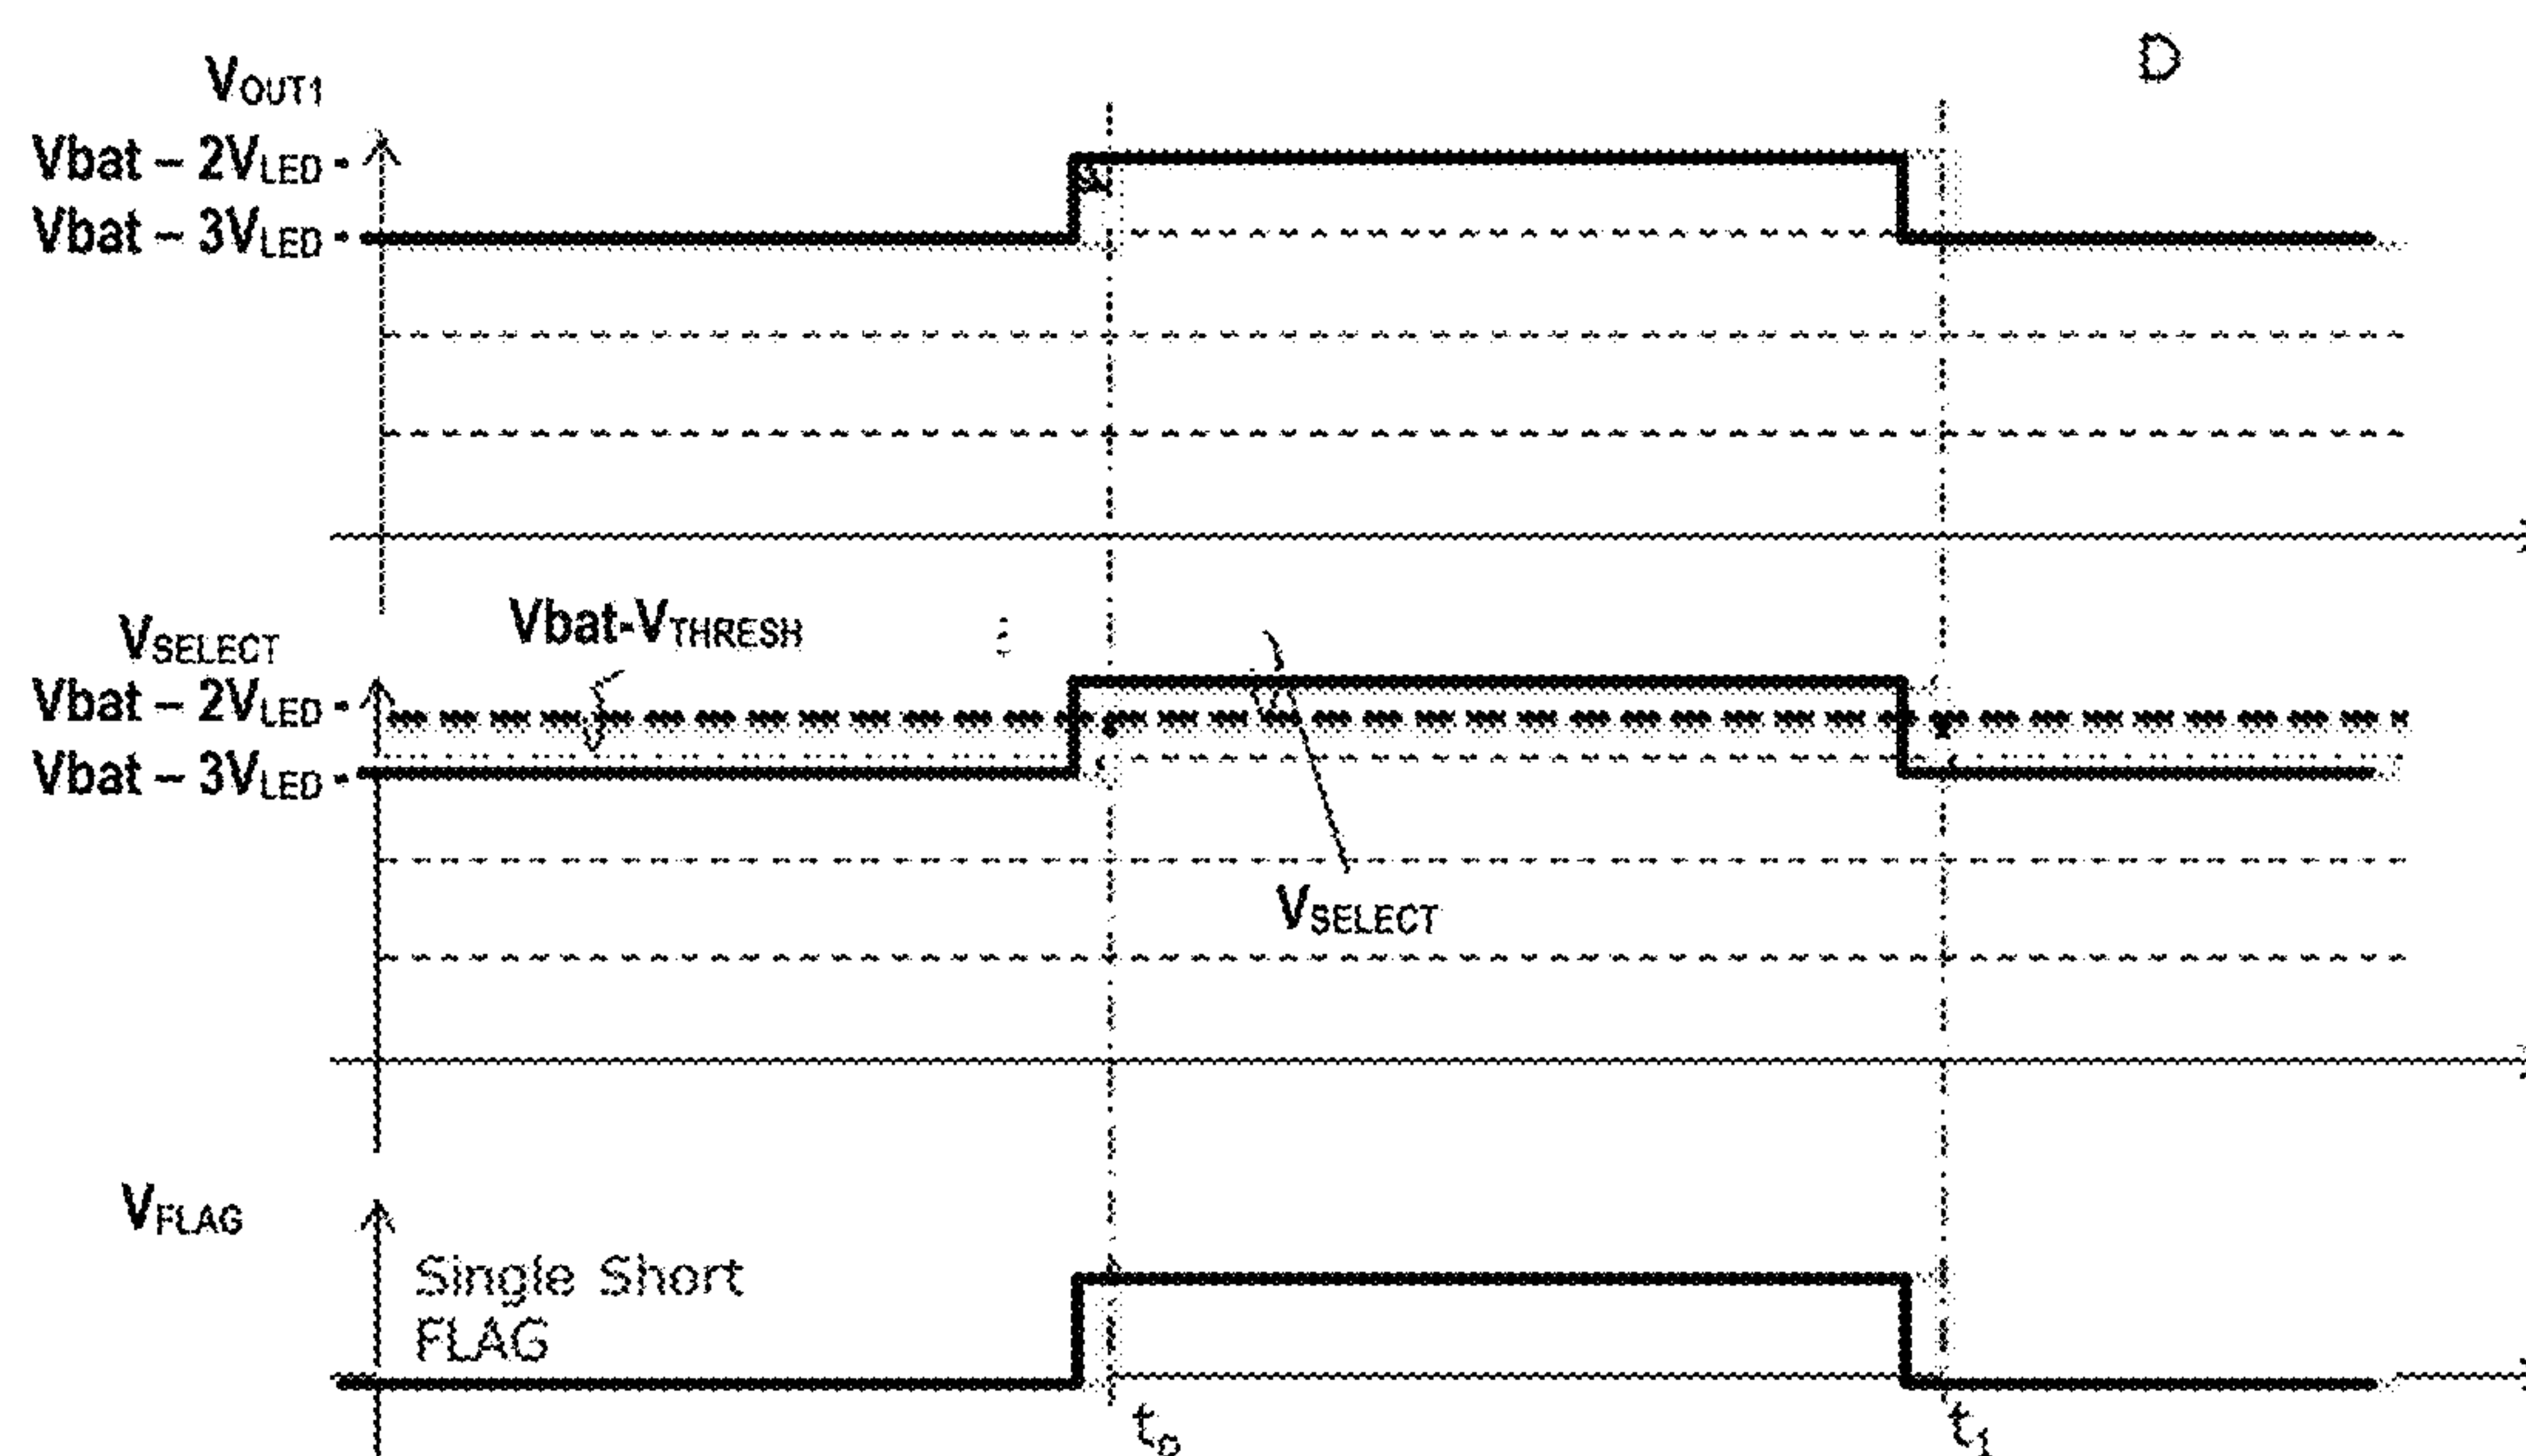 D
VOUT1
Vbat – 2VLED
Vbat – 3VLED
Vbat-VTHRESH
VSELECT
Vbat – 2VLED
Vbat – 3VLED
VSELECT
VFLAG
Single Short
FLAG
t0
t1